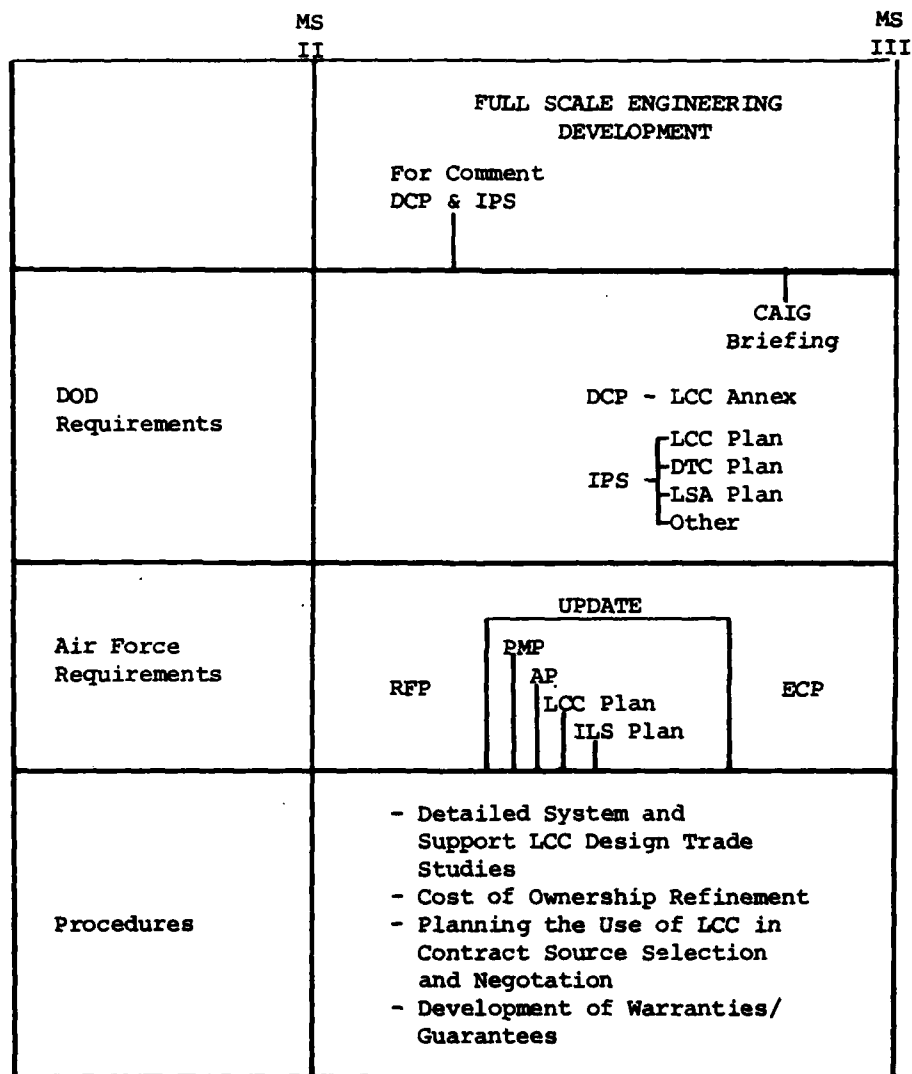 MS
II
MS
III
FULL SCALE ENGINEERING
DEVELOPMENT
For Comment
DCP & IPS
CAIG
Briefing
DOD
Requirements
DCP - LCC Annex
IPS
LCC Plan
DTC Plan
LSA Plan
Other
Air Force
Requirements
UPDATE
RFP
PMP
AP
LCC Plan
ILS Plan
ECP
Procedures
- Detailed System and
Support LCC Design Trade
Studies
- Cost of Ownership Refinement
- Planning the Use of LCC in
Contract Source Selection
and Negotation
- Development of Warranties/
Guarantees